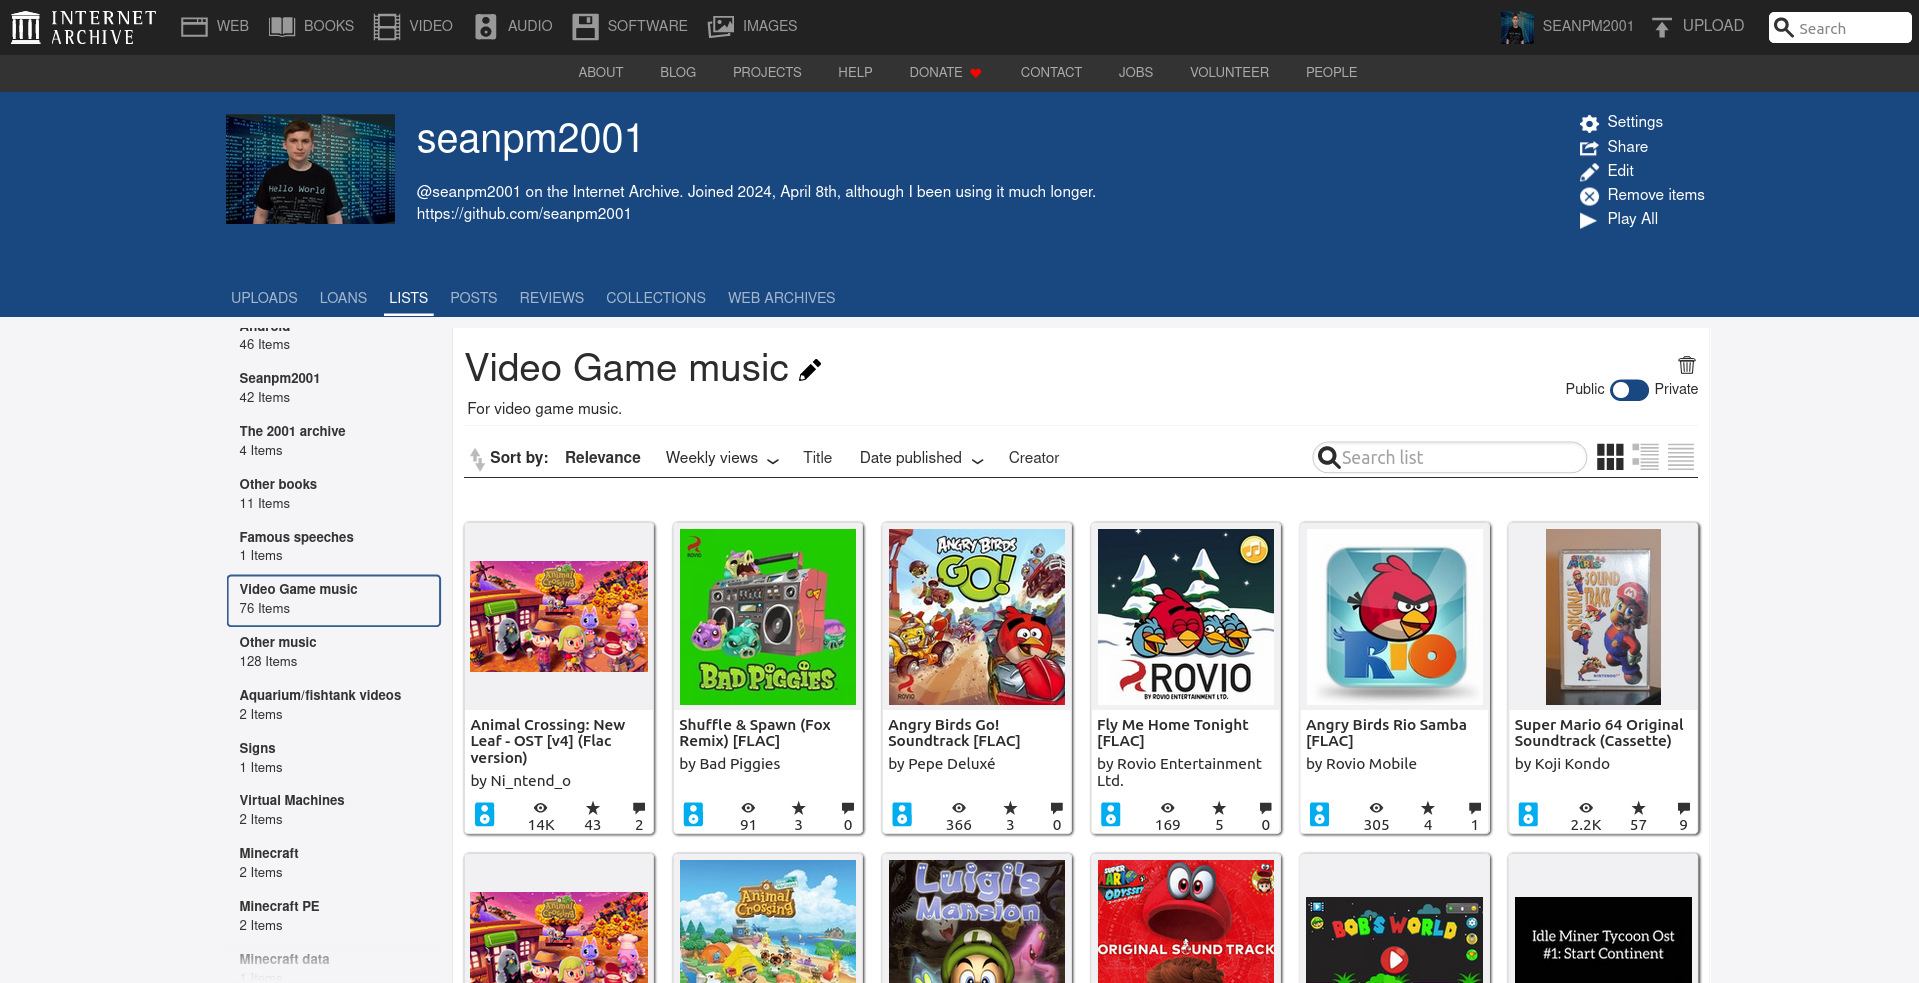 INTERNET ARCHIVE
WEB BOOKS VIDEO AUDIO SOFTWARE IMAGES
SEANPM2001 UPLOAD Search
ABOUT BLOG PROJECTS HELP DONATE CONTACT JOBS VOLUNTEER PEOPLE
Hello World
seanpm2001
@seanpm2001 on the Internet Archive. Joined 2024, April 8th, although I been using it much longer.
https://github.com/seanpm2001
Settings
Share
Edit
Remove items
Play All
UPLOADS LOANS LISTS POSTS REVIEWS COLLECTIONS WEB ARCHIVES
Android
46 Items
Seanpm2001
42 Items
The 2001 archive
4 Items
Other books
11 Items
Famous speeches
1 Items
Video Game music
76 Items
Other music
128 Items
Aquarium/fishtank videos
2 Items
Signs
1 Items
Virtual Machines
2 Items
Minecraft
2 Items
Minecraft PE
2 Items
Minecraft data
1 Items
Video Game music
For video game music.
Public Private
Sort by: Relevance Weekly views Title Date published Creator
Search list
Animal Crossing
Animal Crossing: New
Leaf - OST [v4] (Flac
version)
by Ni_ntend_o
14K 43 2
ROVIO
BAD PIGGIES
Shuffle & Spawn (Fox
Remix) [FLAC]
by Bad Piggies
91 3 0
ANGRY BIRDS
GO!
ROVIO
Angry Birds Go!
Soundtrack [FLAC]
by Pepe Deluxé
366 3 0
ROVIO
BY ROVIO ENTERTAINMENT LTD.
Fly Me Home Tonight
[FLAC]
by Rovio Entertainment
Ltd.
169 5 0
RIO
Angry Birds Rio Samba
[FLAC]
by Rovio Mobile
305 4 1
MARIO
ORIGINAL
SOUND
TRACK
NINTENDO
Super Mario 64 Original
Soundtrack (Cassette)
by Koji Kondo
2.2K 57 9
Animal Crossing
Animal Crossing
Luigi's
Mansion
SUPER
MARIO
ODYSSEY
ORIGINAL SOUND TRACK
BOB'S WORLD
Idle Miner Tycoon Ost
#1: Start Continent